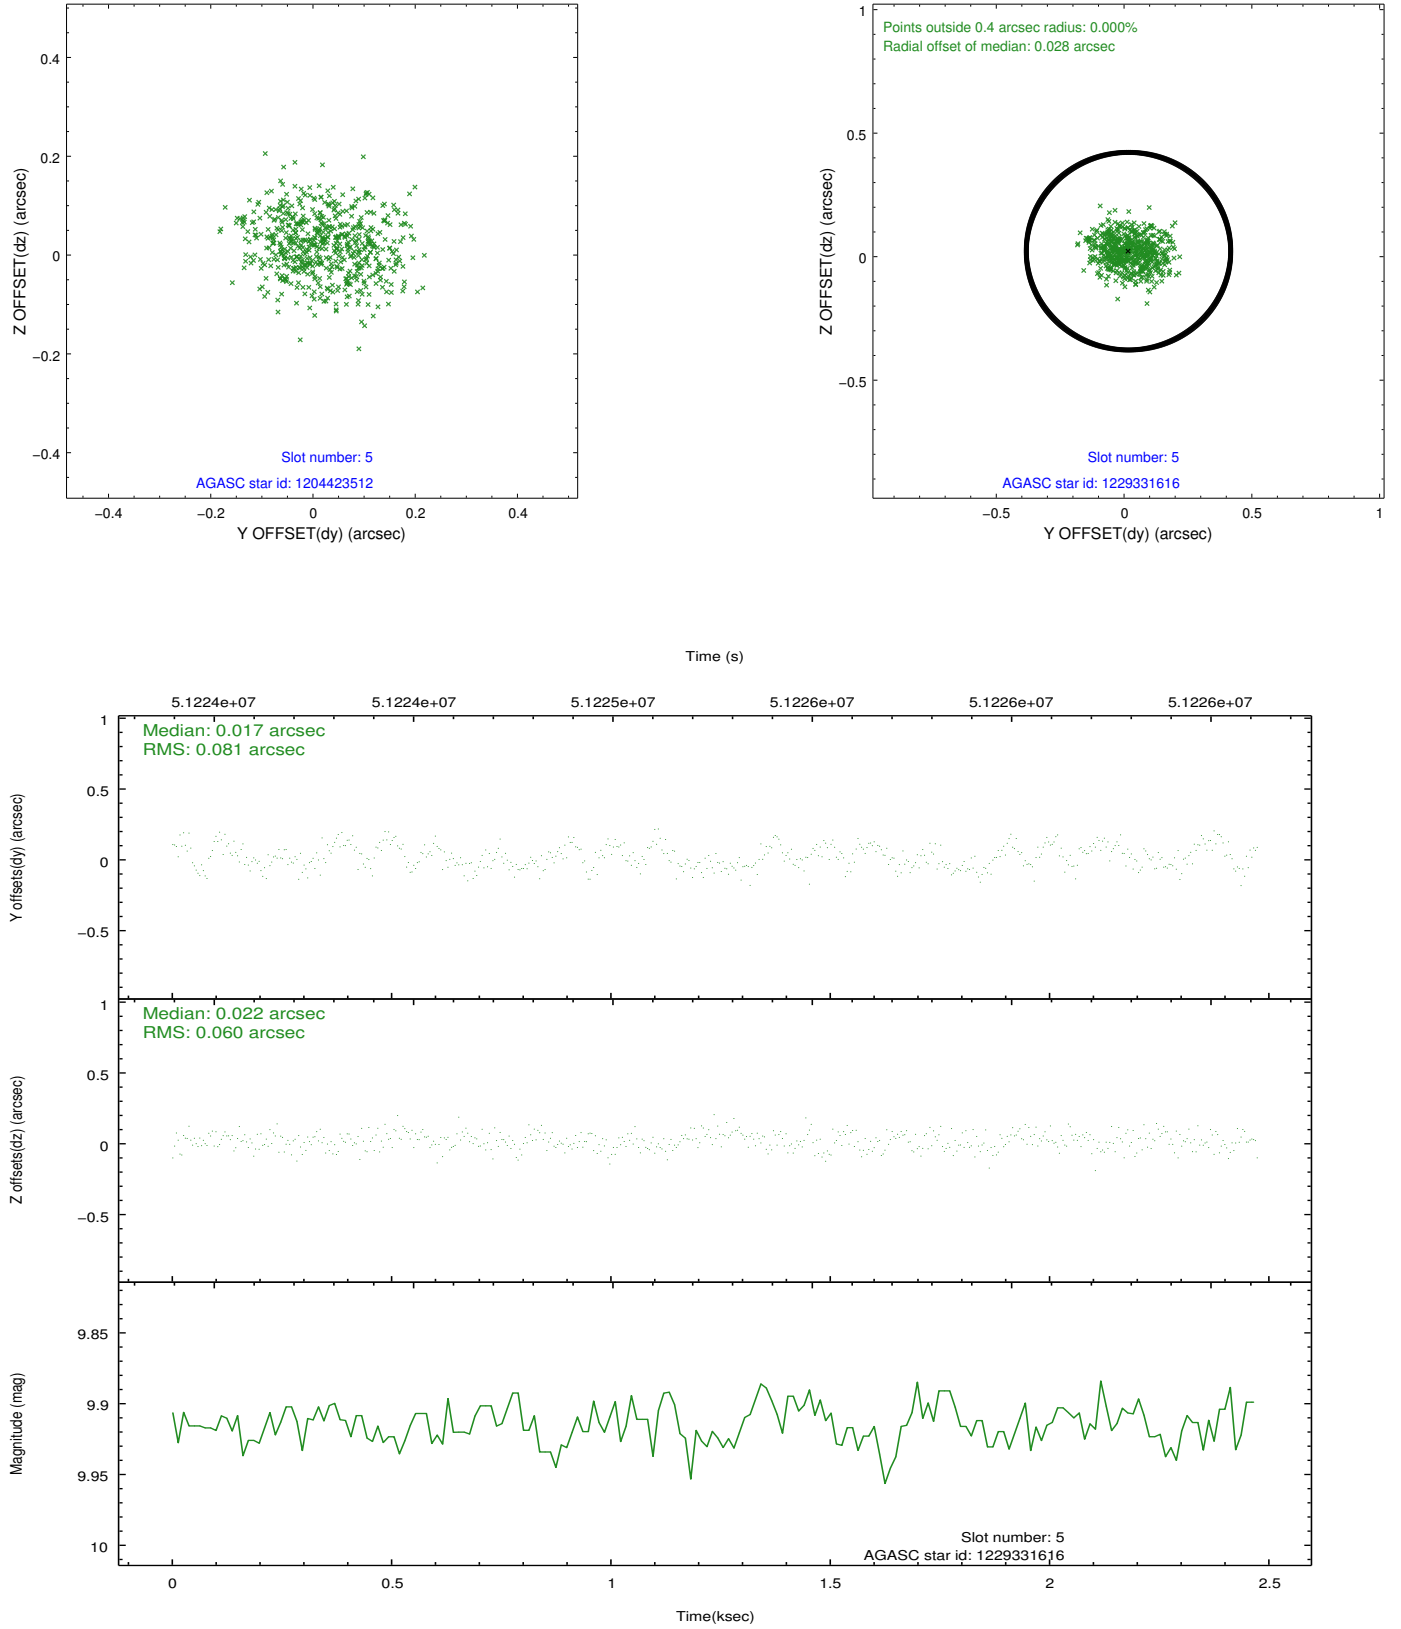 0.4
0.2
0
−0.2
−0.4
Z OFFSET(dz) (arcsec)
Slot number: 5
AGASC star id: 1204423512
−0.4 −0.2 0 0.2 0.4
Y OFFSET(dy) (arcsec)
Points outside 0.4 arcsec radius: 0.000%
Radial offset of median: 0.028 arcsec
1
0.5
0
−0.5
Z OFFSET(dz) (arcsec)
Slot number: 5
AGASC star id: 1229331616
−0.5 0 0.5 1
Y OFFSET(dy) (arcsec)
Time (s)
5.1224e+07 5.1224e+07 5.1225e+07 5.1226e+07 5.1226e+07 5.1226e+07
Median: 0.017 arcsec
RMS: 0.081 arcsec
1
0.5
0
−0.5
Y offsets(dy) (arcsec)
Median: 0.022 arcsec
RMS: 0.060 arcsec
1
0.5
0
−0.5
Z offsets(dz) (arcsec)
9.85
9.9
9.95
10
Magnitude (mag)
Slot number: 5
AGASC star id: 1229331616
0 0.5 1 1.5 2 2.5
Time(ksec)